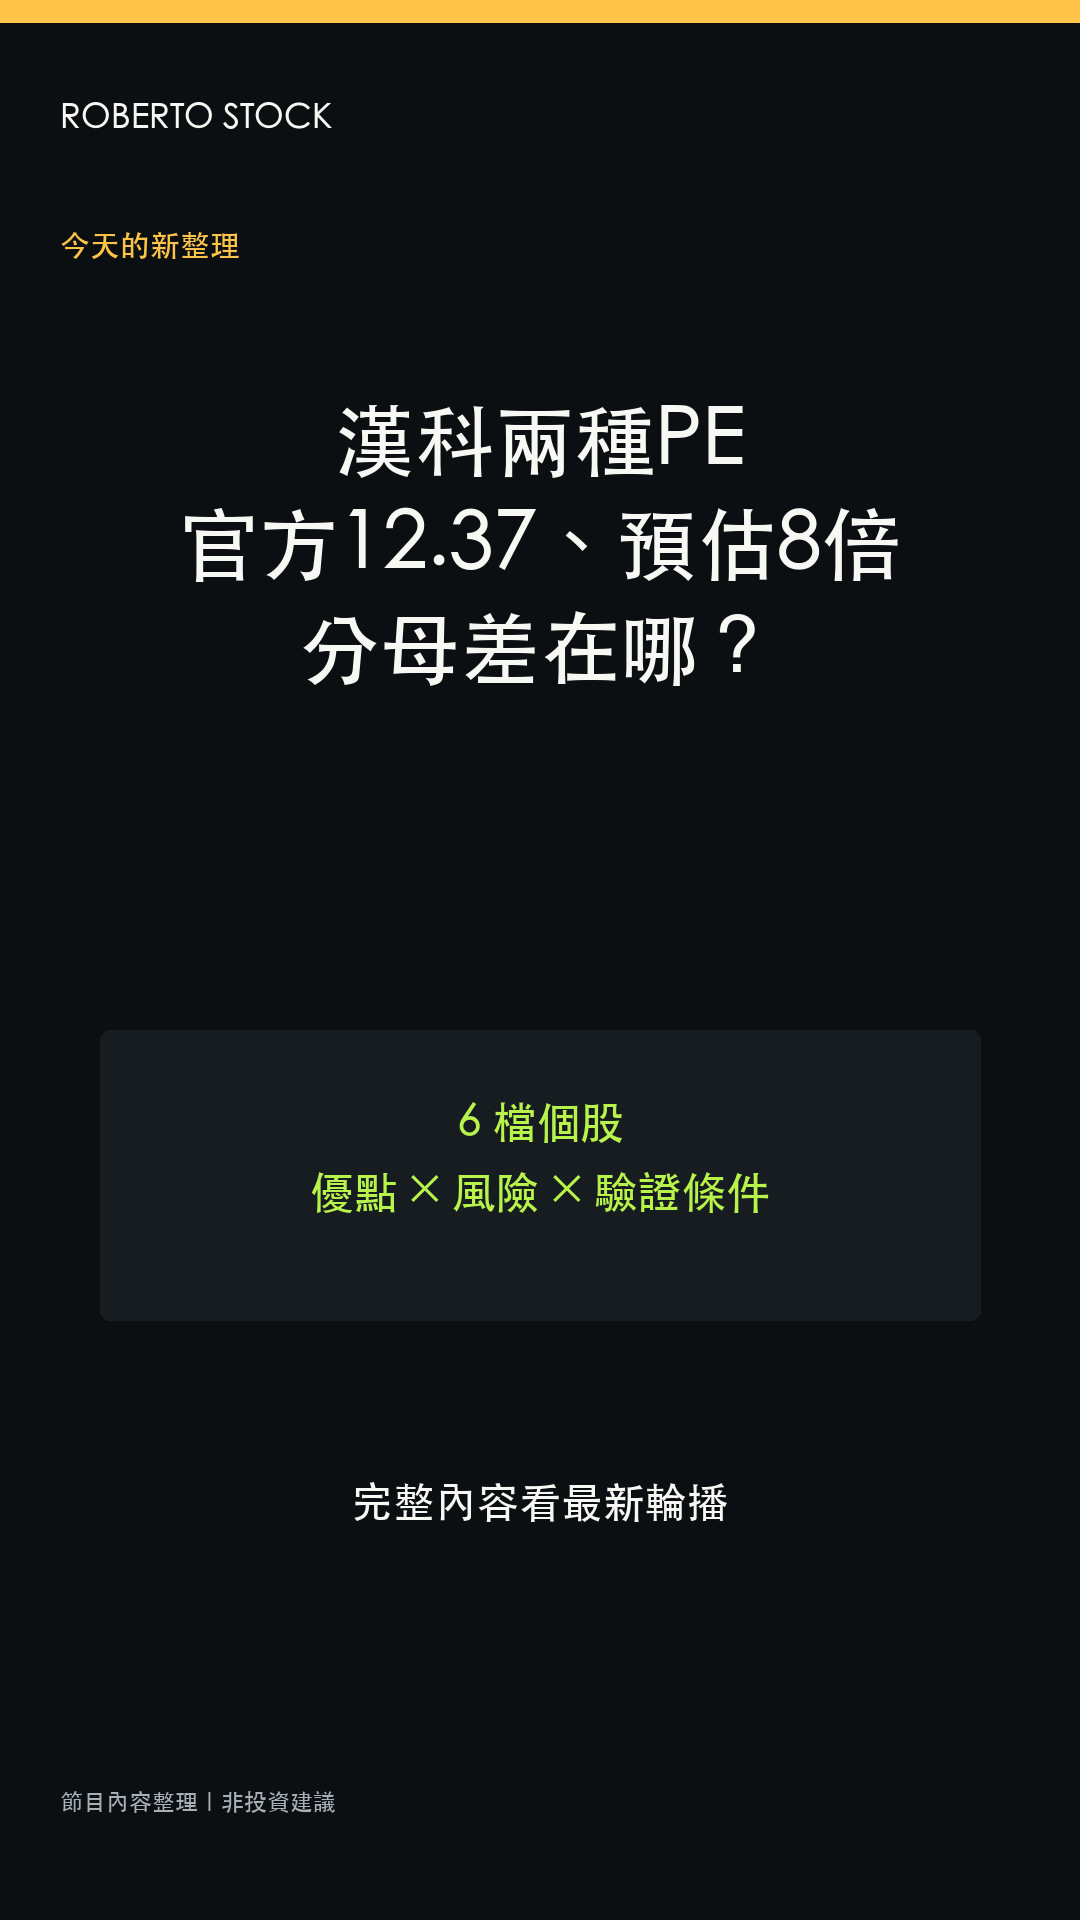 ROBERTO STOCK
今天的新整理
漢科兩種PE
官方12.37、預估8倍
分母差在哪？
6 檔個股
優點 × 風險 × 驗證條件
完整內容看最新輪播
節目內容整理｜非投資建議